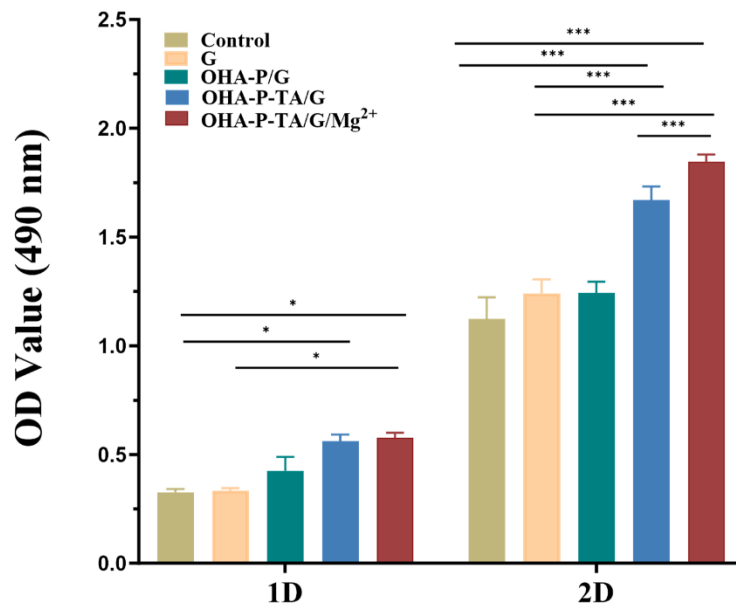 OD Value (490 nm)
2.5
2.0
1.5
1.0
0.5
0.0
Control
G
OHA-P/G
OHA-P-TA/G
OHA-P-TA/G/Mg²⁺
***
***
***
***
***
*
*
*
1D
2D